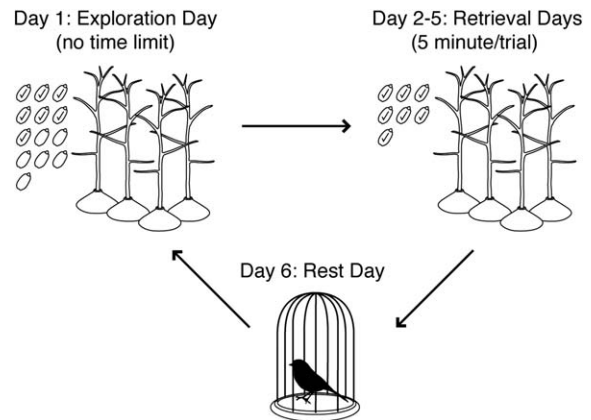 Day 1: Exploration Day
(no time limit)
Day 2-5: Retrieval Days
(5 minute/trial)
Day 6: Rest Day